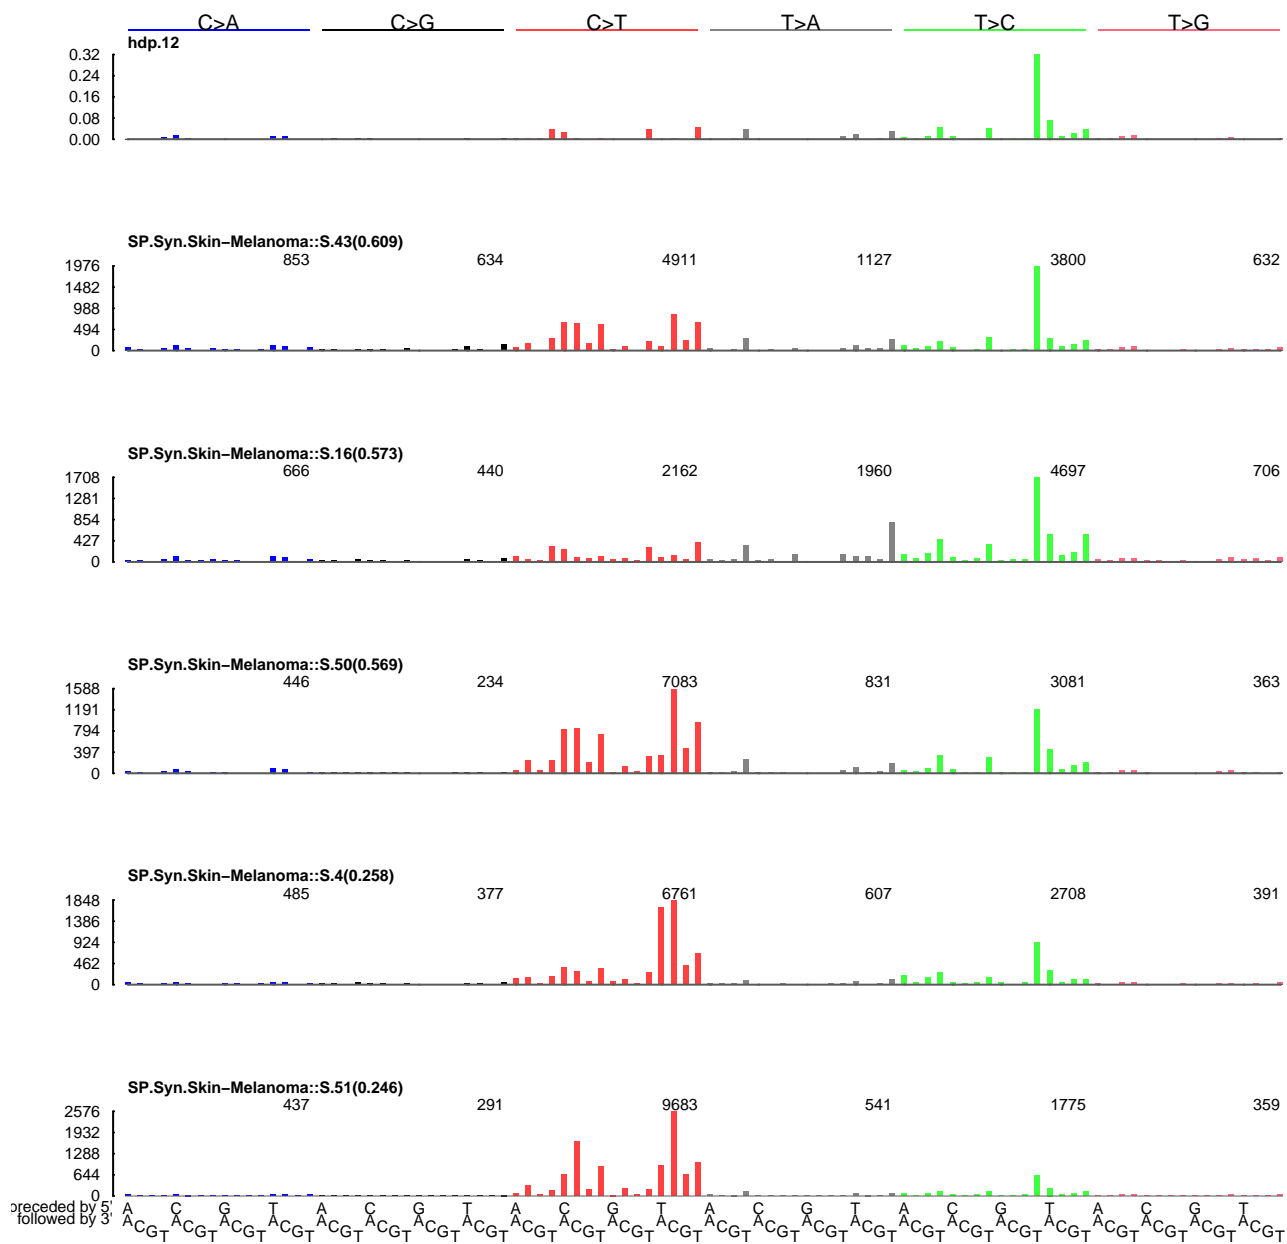 C>A C>G C>T T>A T>C T>G
hdp.12
0.32
0.24
0.16
0.08
0.00
SP.Syn.Skin−Melanoma::S.43(0.609)
853 634 4911 1127 3800 632
1976
1482
988
494
0
SP.Syn.Skin−Melanoma::S.16(0.573)
666 440 2162 1960 4697 706
1708
1281
854
427
0
SP.Syn.Skin−Melanoma::S.50(0.569)
446 234 7083 831 3081 363
1588
1191
794
397
0
SP.Syn.Skin−Melanoma::S.4(0.258)
485 377 6761 607 2708 391
1848
1386
924
462
0
SP.Syn.Skin−Melanoma::S.51(0.246)
437 291 9683 541 1775 359
2576
1932
1288
644
0
preceded by 5' A C G T A C G T A C G T A C G T A C G T A C G T
followed by 3' A C G T A C G T A C G T A C G T A C G T A C G T A C G T A C G T A C G T A C G T A C G T A C G T A C G T A C G T A C G T A C G T A C G T A C G T A C G T A C G T A C G T A C G T A C G T A C G T